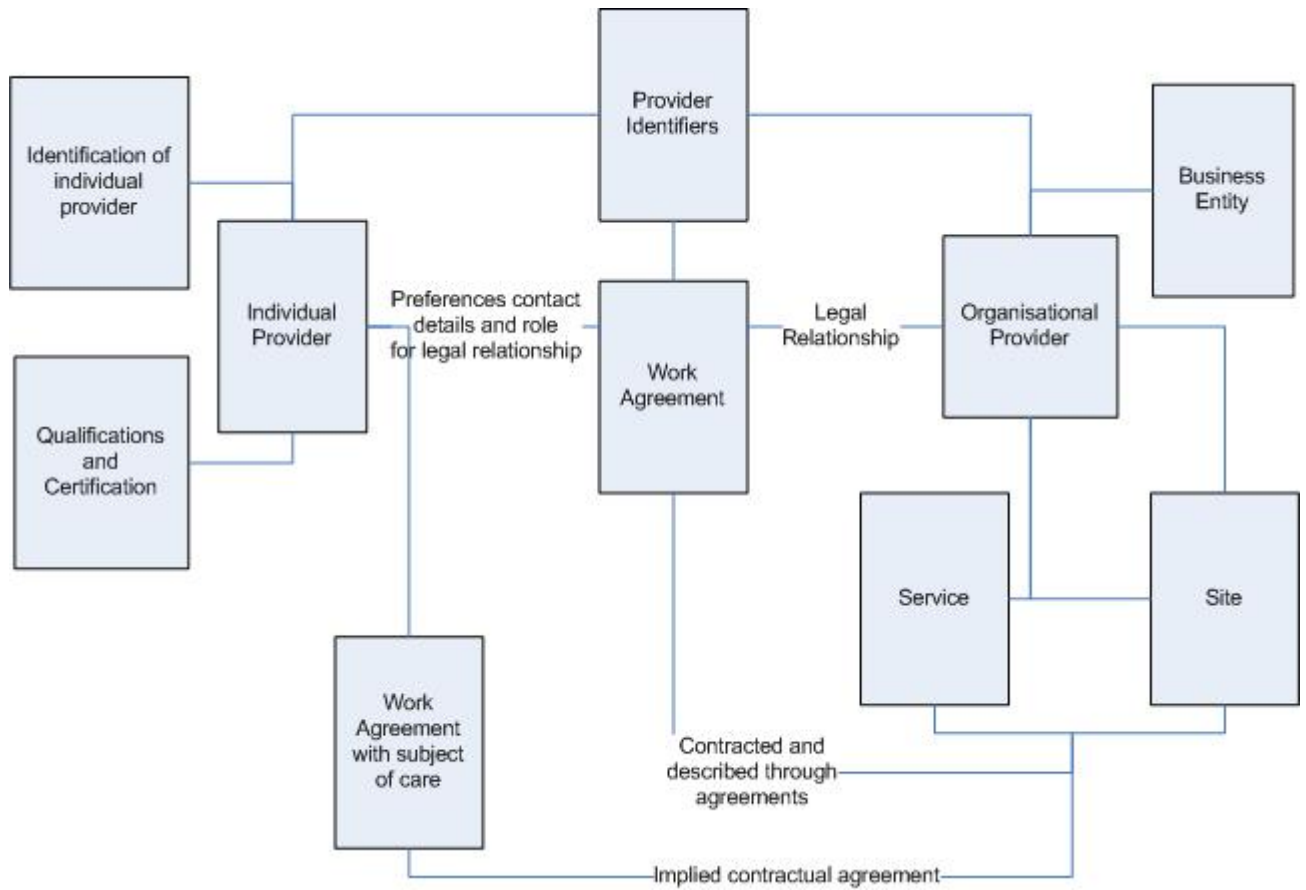 Provider
Identifiers
Identification of
individual
provider
Business
Entity
Individual
Provider
Preferences contact
details and role
for legal relationship
Legal
Relationship
Organisational
Provider
Work
Agreement
Qualifications
and
Certification
Service
Site
Work
Agreement
with subject
of care
Contracted and
described through
agreements
Implied contractual agreement